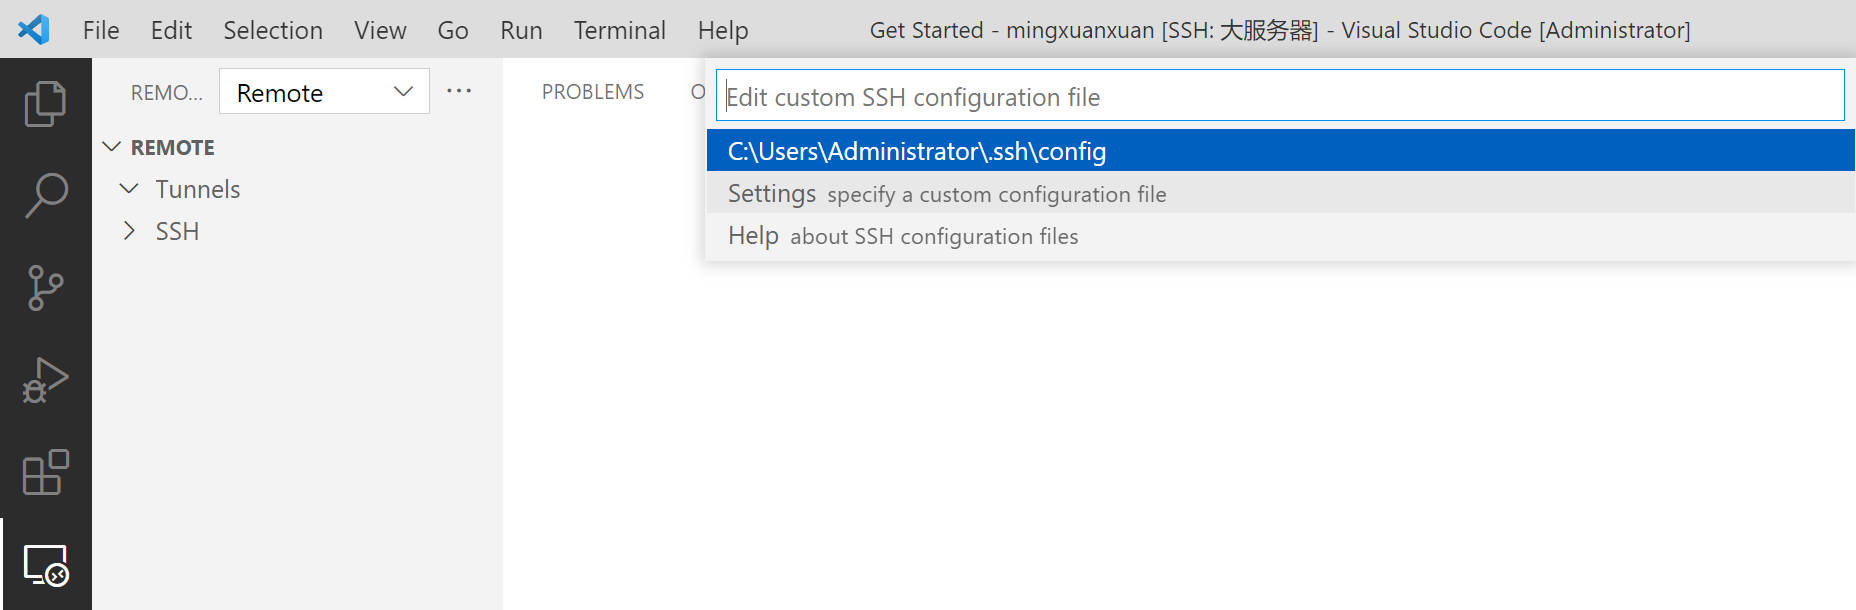 File Edit Selection View Go Run Terminal Help Get Started - mingxuanxuan [SSH: 大服务器] - Visual Studio Code [Administrator]
REMO... Remote ...
REMOTE
Tunnels
SSH
PROBLEMS O
Edit custom SSH configuration file
C:\Users\Administrator\.ssh\config
Settings specify a custom configuration file
Help about SSH configuration files